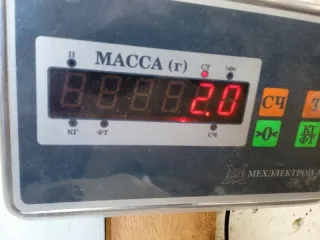 П МАССА (г) СТ >0<
2.0
КГ ФТ СЧ
СЧ Т
>0< КГ ФТ
МЕХЭЛЕКТРОН-